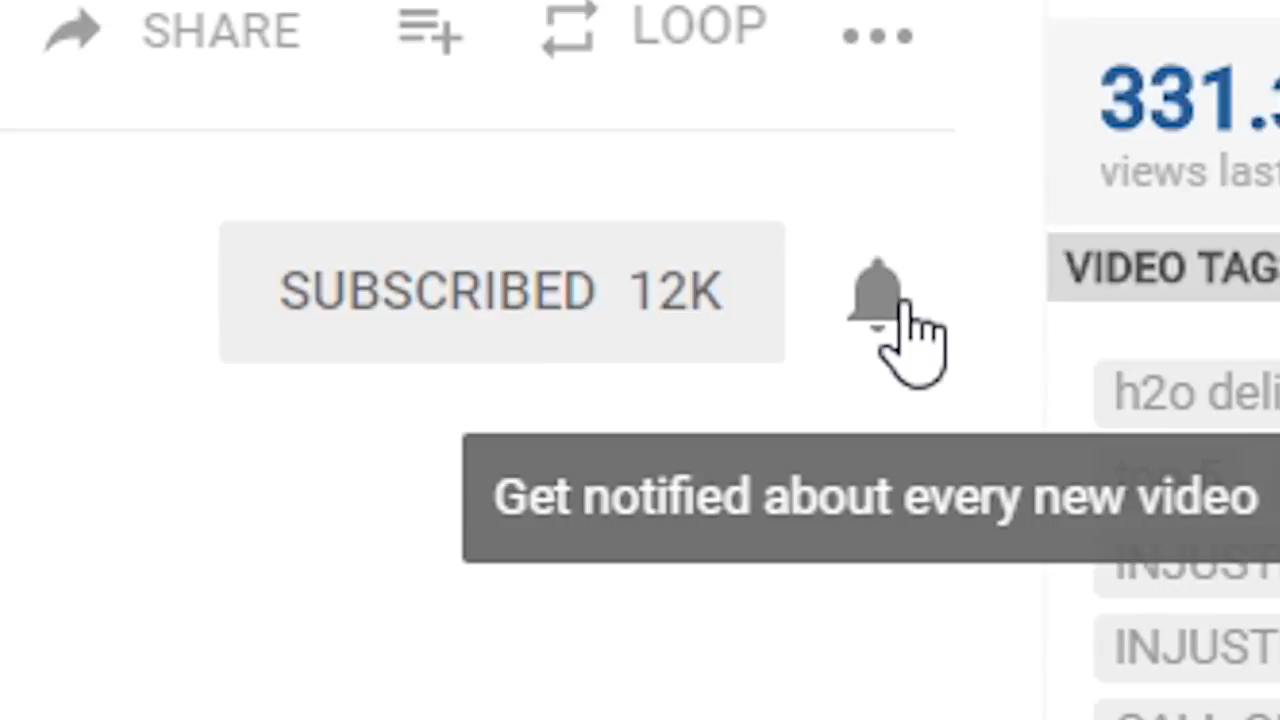 SHARE
LOOP
331.3
views last
VIDEO TAG
SUBSCRIBED 12K
h2o deli
Get notified about every new video
INJUST
INJUST